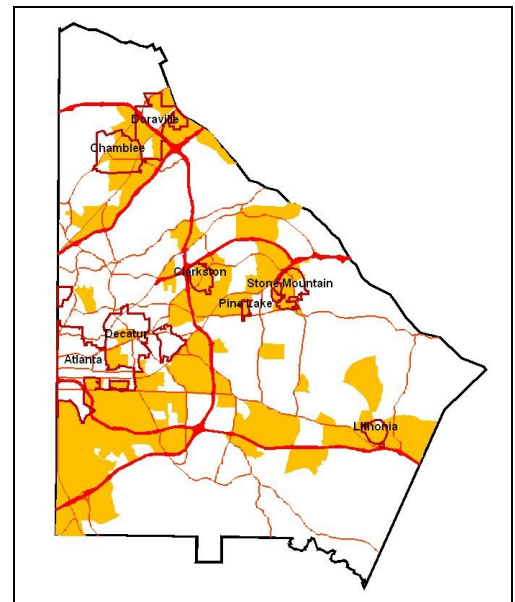 Doraville
Chamblee
Clarkston
Stone Mountain
Pine Lake
Decatur
Atlanta
Lithonia